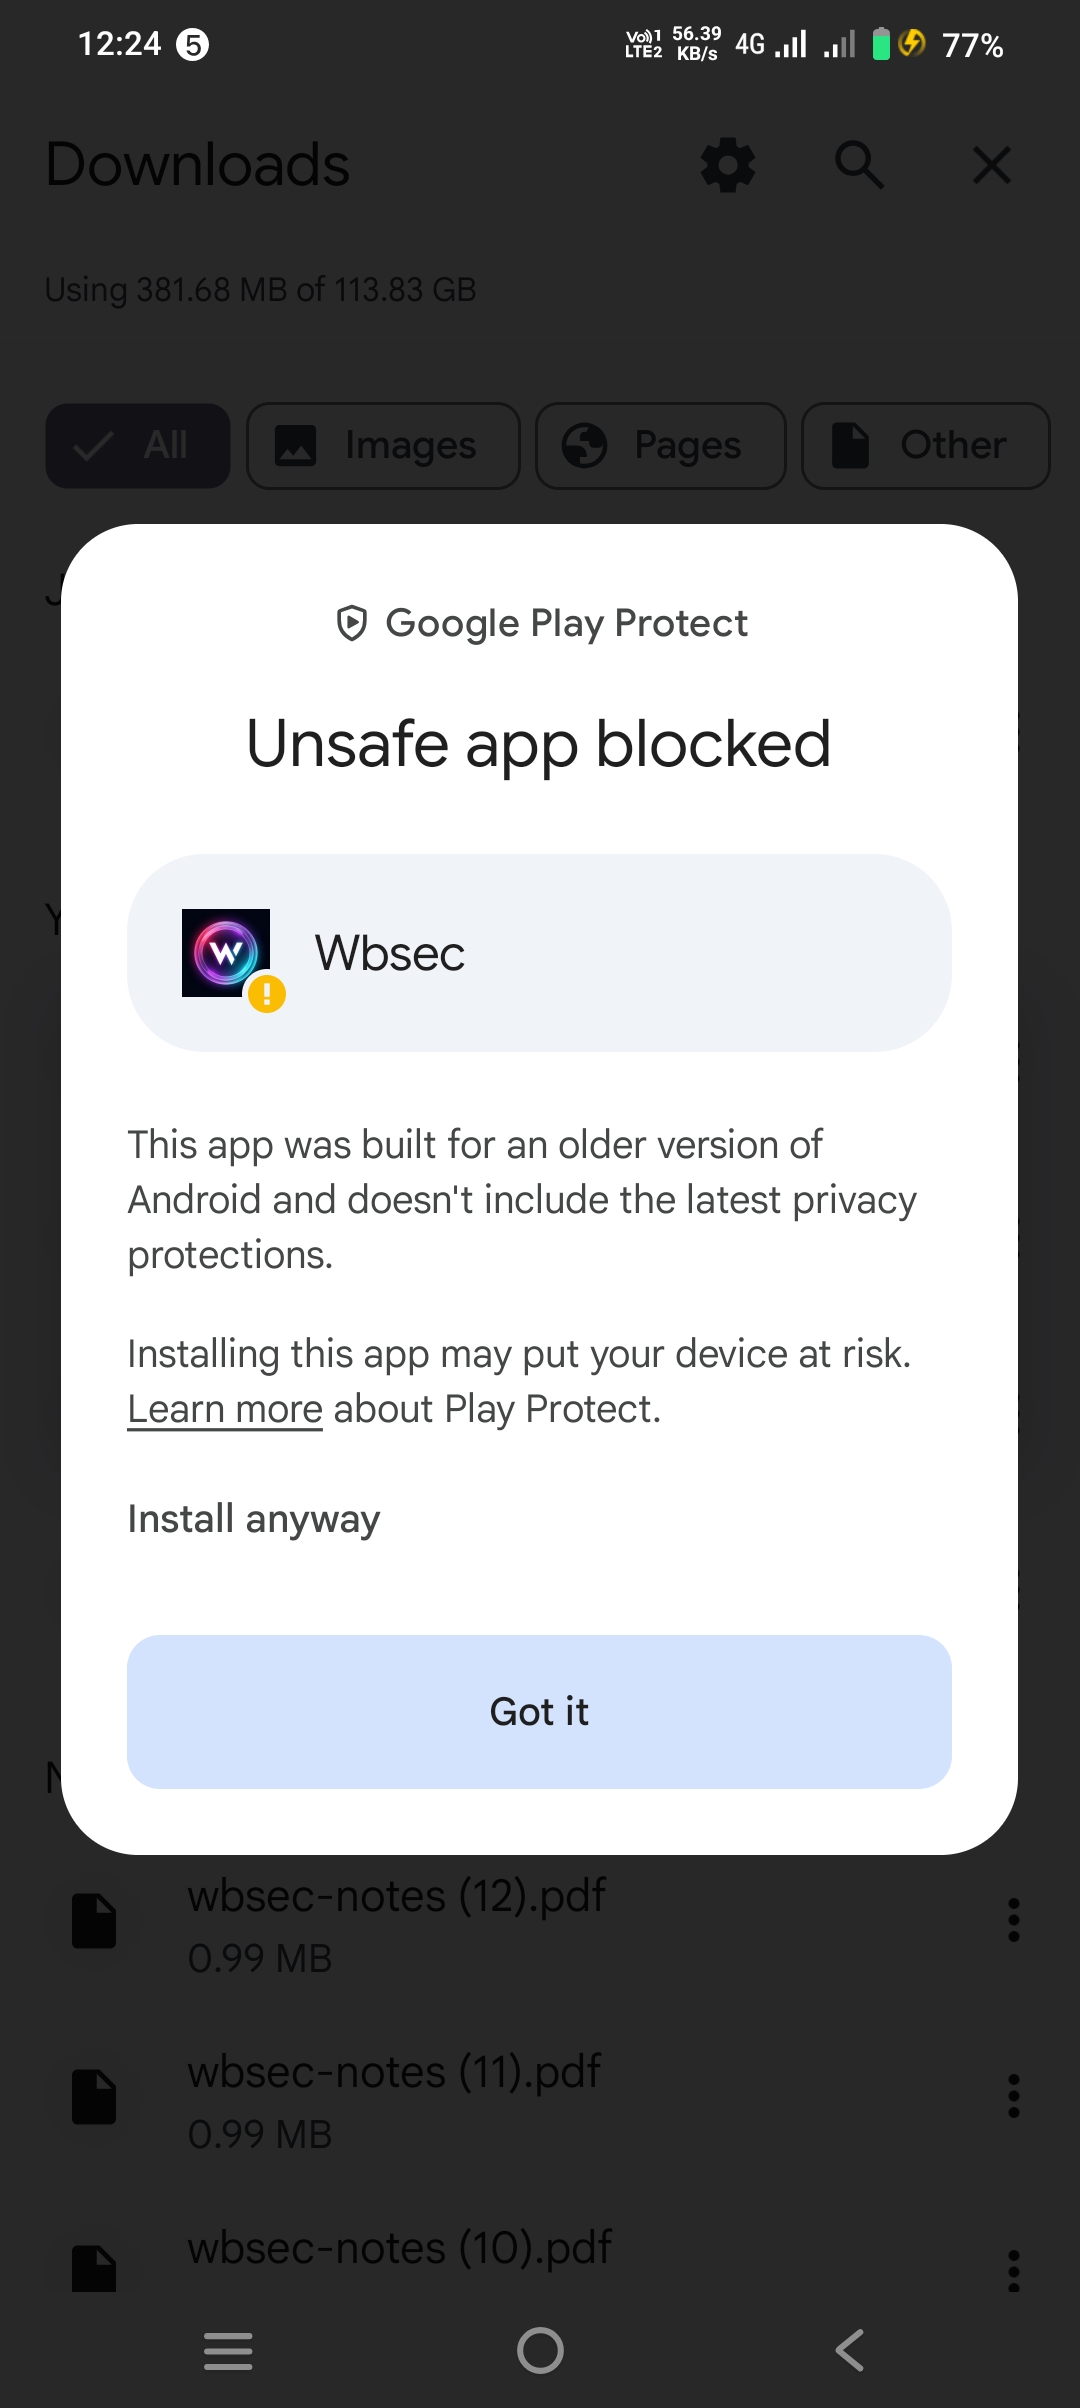 12:24 5 Vo))1 LTE2 56.39 KB/s 4G 77%
Downloads
Using 381.68 MB of 113.83 GB
All Images Pages Other
J
Google Play Protect
Unsafe app blocked
W Wbsec
Y
This app was built for an older version of
Android and doesn't include the latest privacy
protections.
Installing this app may put your device at risk.
Learn more about Play Protect.
Install anyway
Got it
wbsec-notes (12).pdf
0.99 MB
wbsec-notes (11).pdf
0.99 MB
wbsec-notes (10).pdf